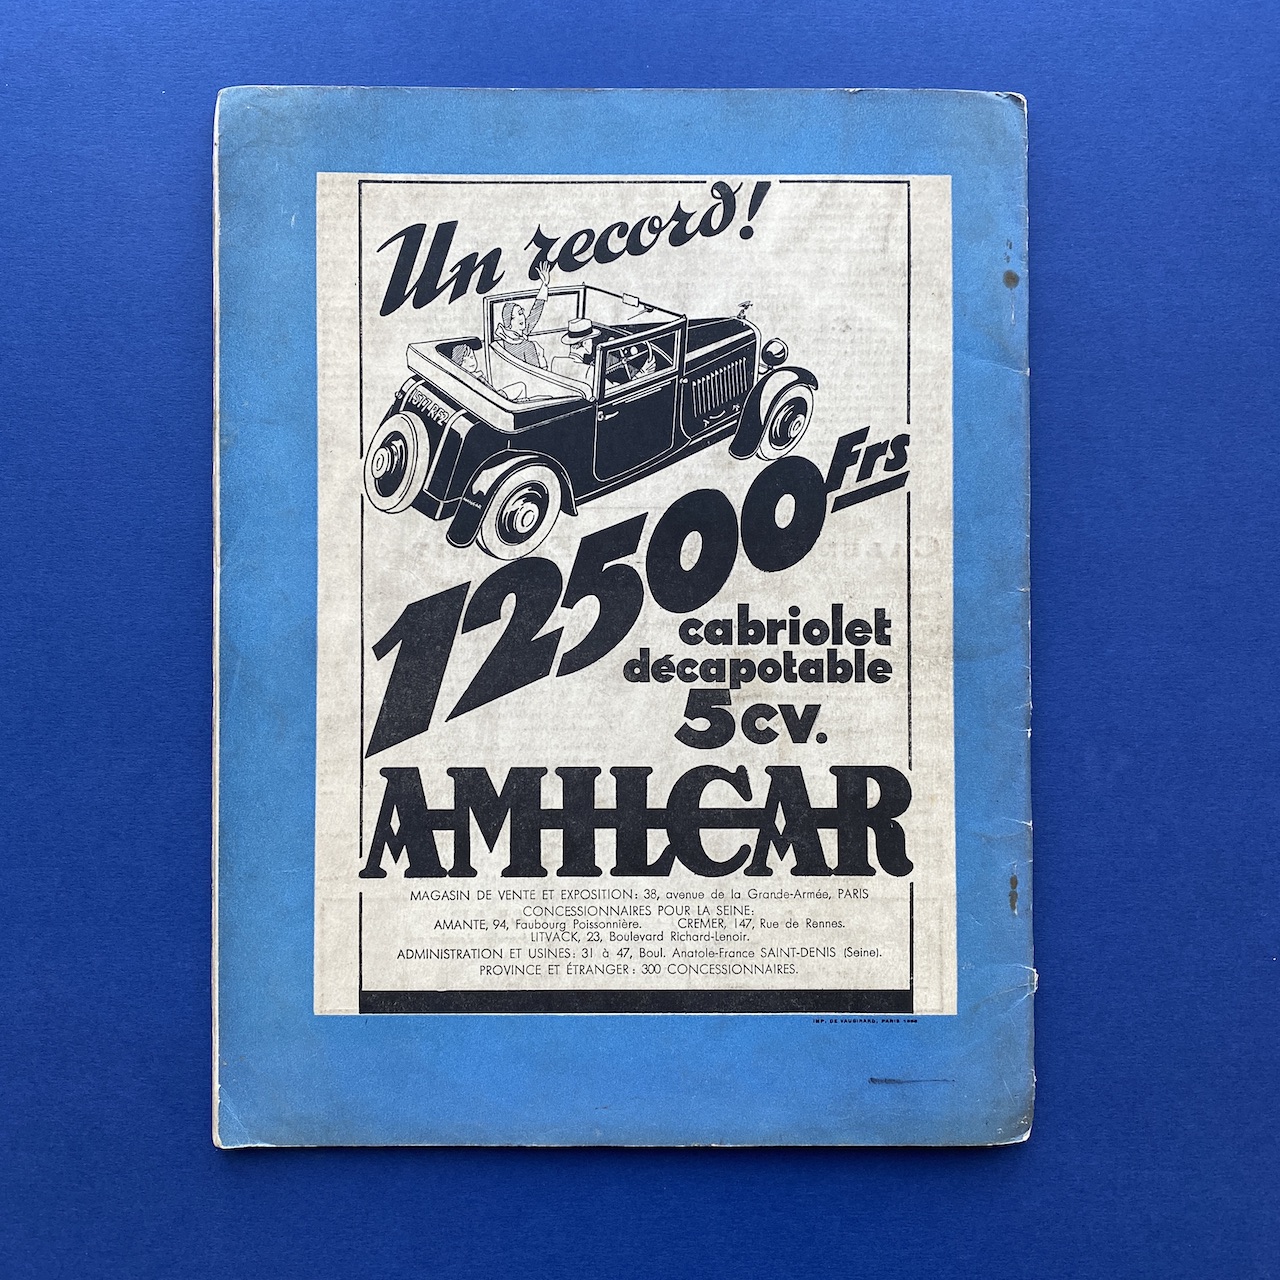 Un record!
12500 Frs
cabriolet
décapotable
5cv.
AMILCAR
MAGASIN DE VENTE ET EXPOSITION: 38, avenue de la Grande-Armée, PARIS
CONCESSIONNAIRES POUR LA SEINE:
AMANTE, 94, Faubourg Poissonnière. CREMER, 147, Rue de Rennes.
LITVACK, 23, Boulevard Richard-Lenoir.
ADMINISTRATION ET USINES: 31 à 47, Boul. Anatole-France SAINT-DENIS (Seine).
PROVINCE ET ÉTRANGER: 300 CONCESSIONNAIRES.
IMP. DE VAUGIRARD, PARIS